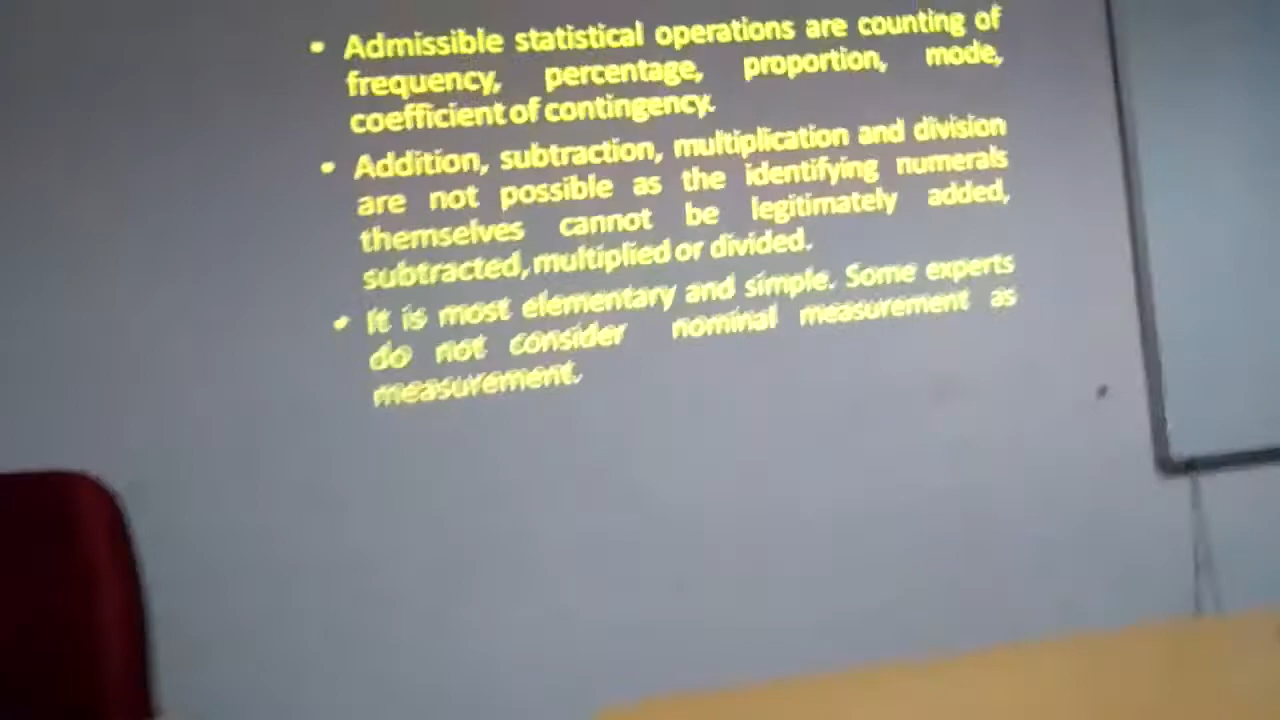 • Admissible statistical operations are counting of
frequency, percentage, proportion, mode,
coefficient of contingency.
• Addition, subtraction, multiplication and division
are not possible as the identifying numerals
themselves cannot be legitimately added,
subtracted, multiplied or divided.
• It is most elementary and simple. Some experts
do not consider nominal measurement as
measurement.